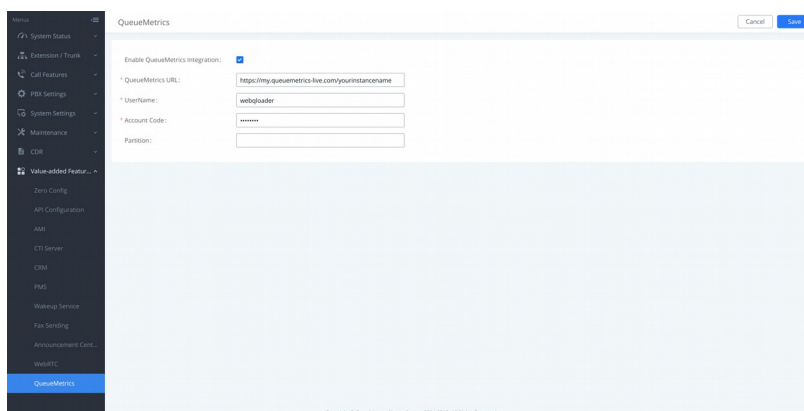 Menus
System Status
Extension / Trunk
Call Features
PBX Settings
System Settings
Maintenance
CDR
Value-added Featur...
Zero Config
API Configuration
AMI
CTI Server
CRM
PMS
Wakeup Service
Fax Sending
Announcement Cent...
WebRTC
QueueMetrics
QueueMetrics
Cancel
Save
Enable QueueMetrics Integration:
* QueueMetrics URL:
https://my.queuemetrics-live.com/yourinstancename
* UserName:
webqloader
* Account Code:
••••••••
Partition: